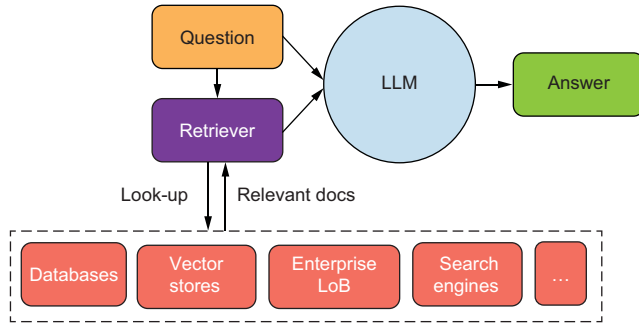 Question
LLM
Answer
Retriever
Look-up
Relevant docs
Databases
Vector
stores
Enterprise
LoB
Search
engines
...